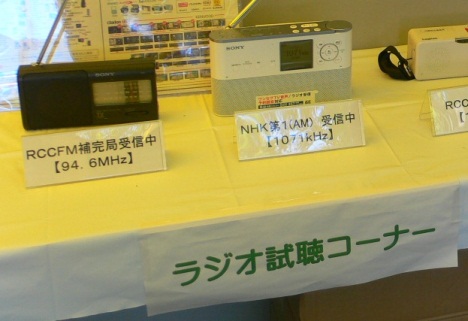 SONY
SONY
RCCFM補完局受信中
【94.6MHz】
NHK第1(AM) 受信中
【1071kHz】
RCC
ラジオ試聴コーナー